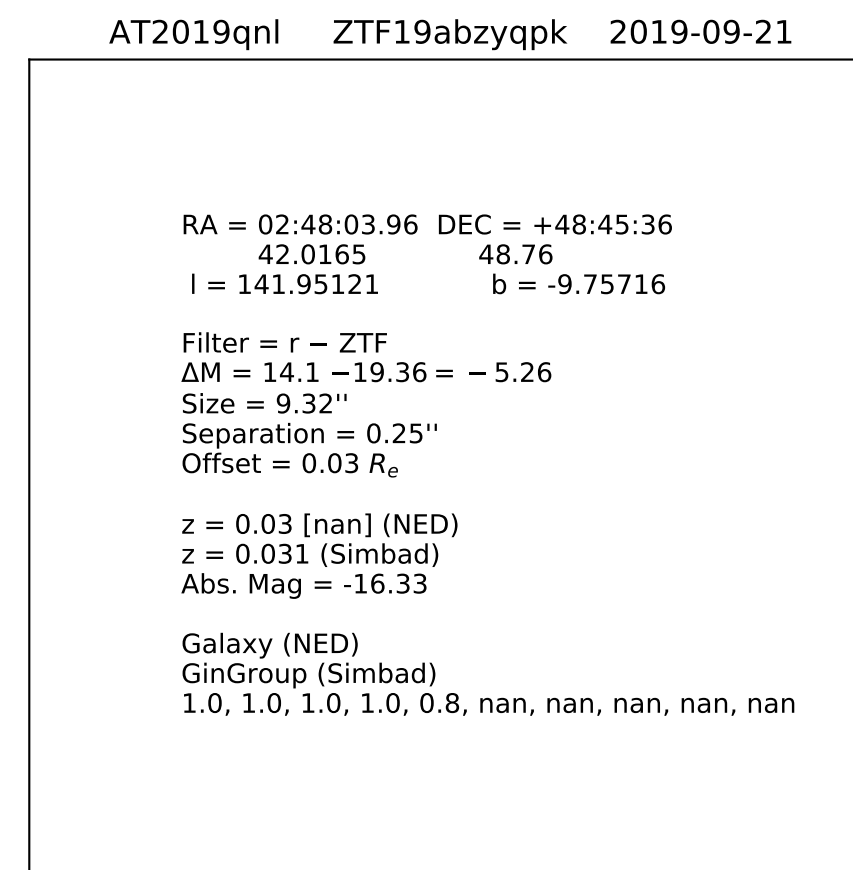 AT2019qnl ZTF19abzyqpk 2019-09-21
RA = 02:48:03.96 DEC = +48:45:36
42.0165 48.76
l = 141.95121 b = -9.75716
Filter = r − ZTF
ΔM = 14.1 −19.36 = − 5.26
Size = 9.32''
Separation = 0.25''
Offset = 0.03 Rₑ
z = 0.03 [nan] (NED)
z = 0.031 (Simbad)
Abs. Mag = -16.33
Galaxy (NED)
GinGroup (Simbad)
1.0, 1.0, 1.0, 1.0, 0.8, nan, nan, nan, nan, nan